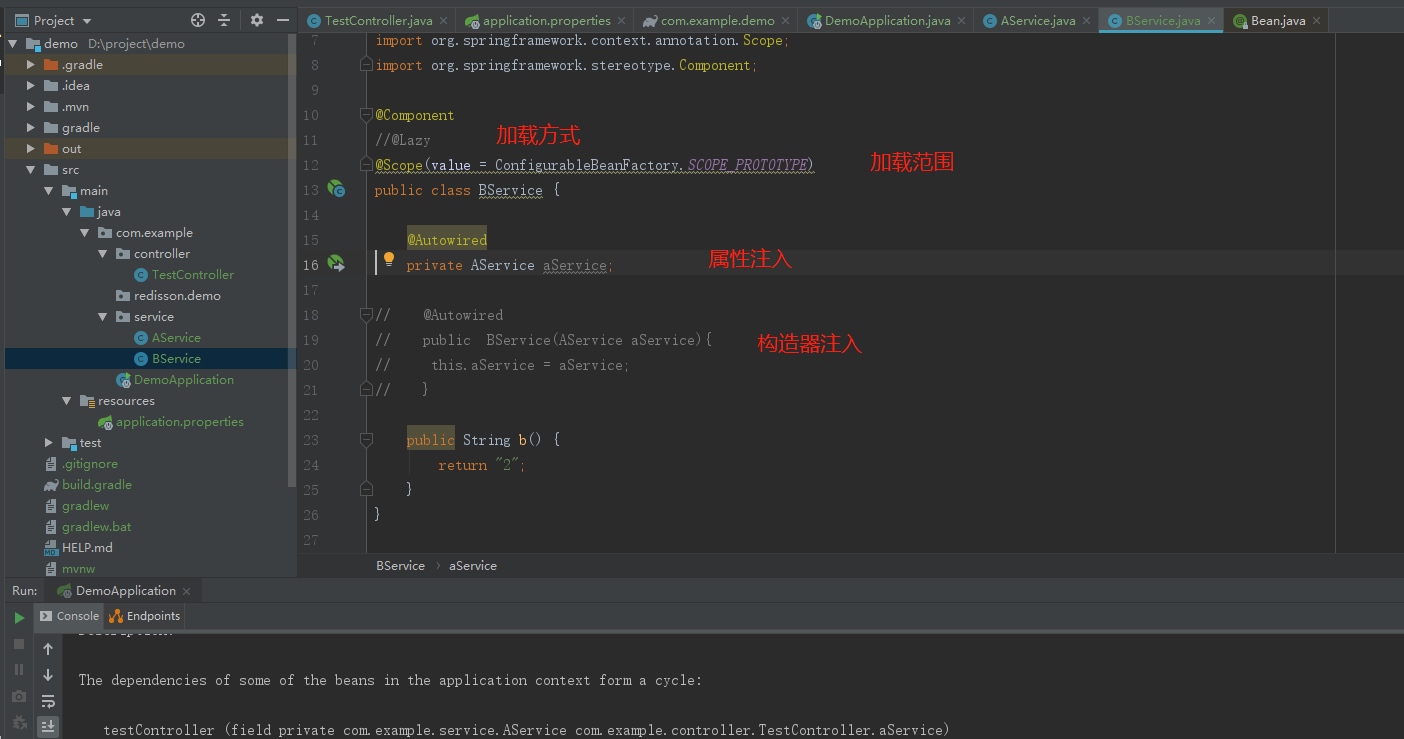 Project
TestController.java
application.properties
com.example.demo
DemoApplication.java
AService.java
BService.java
Bean.java
demo D:\project\demo
.gradle
.idea
.mvn
gradle
out
src
main
java
com.example
controller
TestController
redisson.demo
service
AService
BService
DemoApplication
resources
application.properties
test
.gitignore
build.gradle
gradlew
gradlew.bat
HELP.md
mvnw
7 import org.springframework.context.annotation.Scope;
8 import org.springframework.stereotype.Component;
9
10 @Component
11 //@Lazy 加载方式
12 @Scope(value = ConfigurableBeanFactory.SCOPE_PROTOTYPE) 加载范围
13 public class BService {
14
15 @Autowired
16 private AService aService; 属性注入
17
18 // @Autowired
19 // public BService(AService aService){ 构造器注入
20 // this.aService = aService;
21 // }
22
23 public String b() {
24 return "2";
25 }
26 }
27
BService › aService
Run: DemoApplication
Console Endpoints
Description:
The dependencies of some of the beans in the application context form a cycle:
testController (field private com.example.service.AService com.example.controller.TestController.aService)